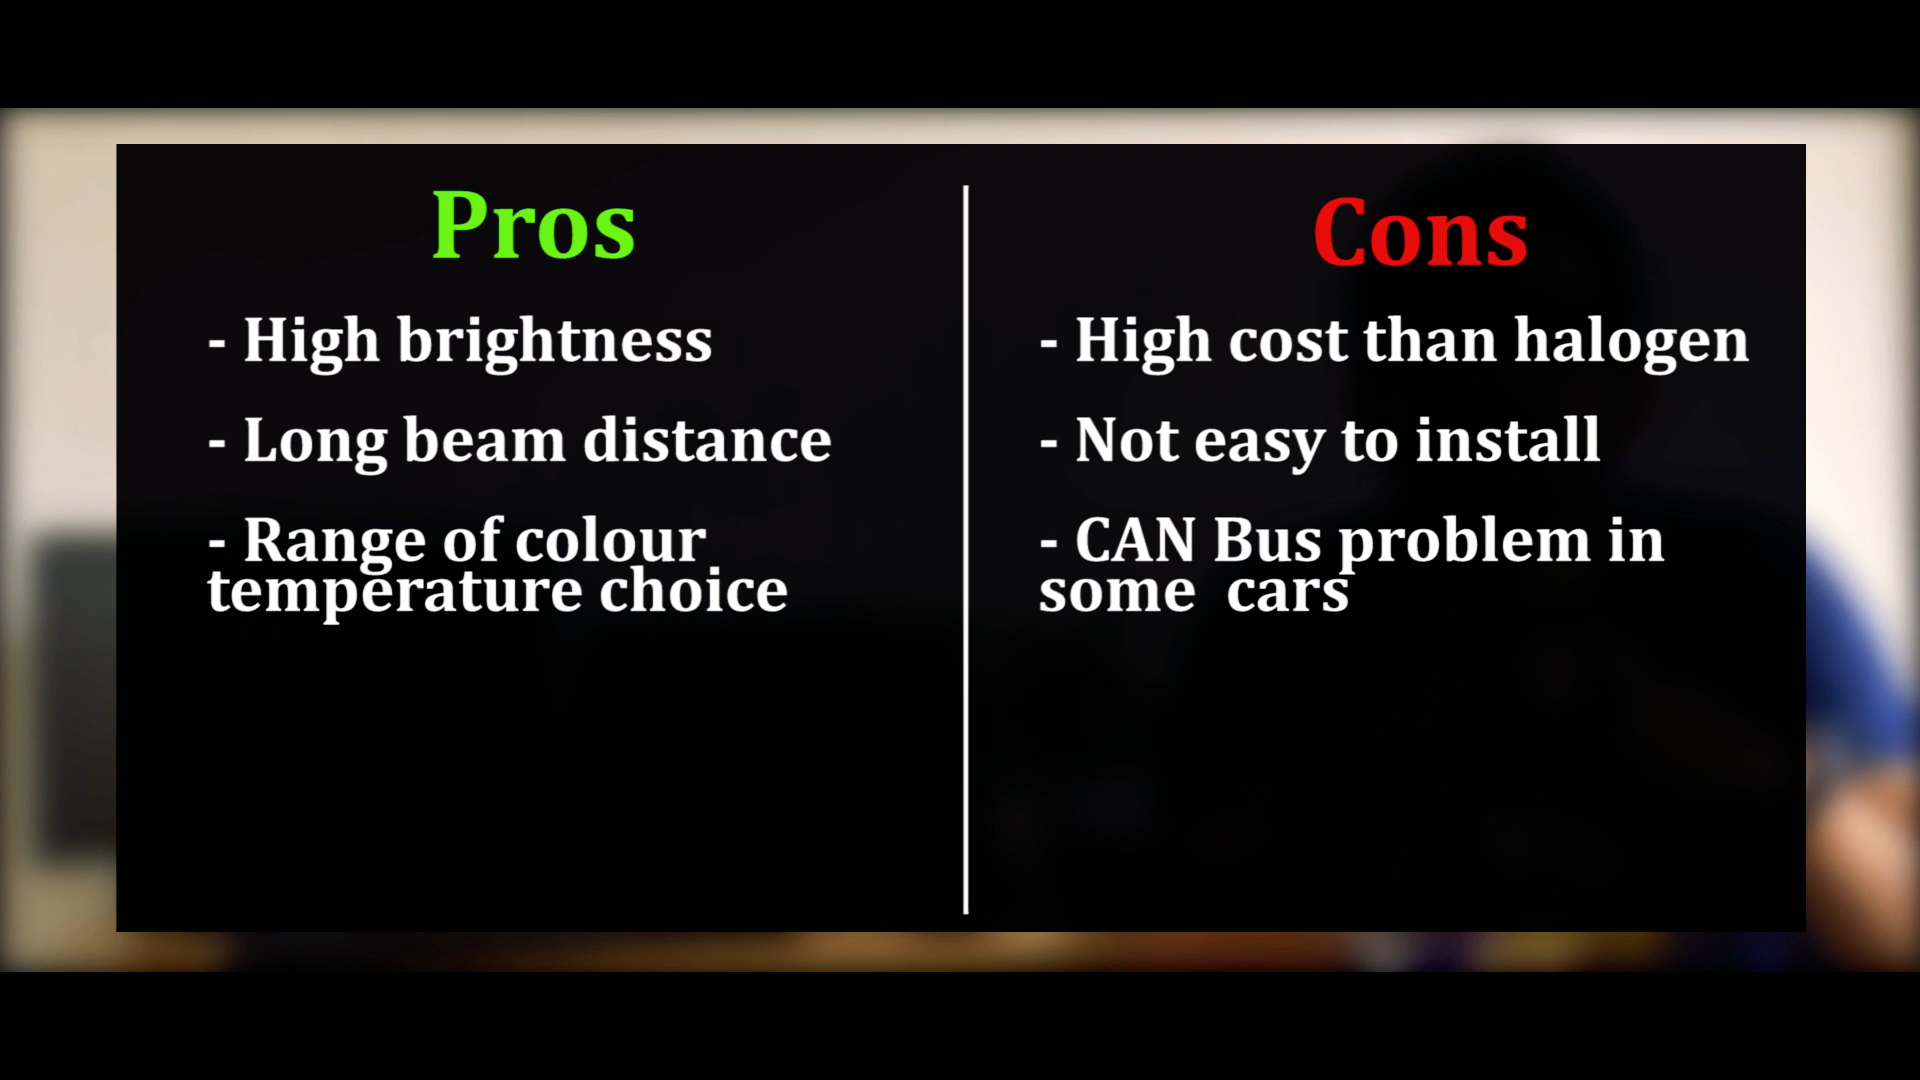 Pros
- High brightness
- Long beam distance
- Range of colour
temperature choice
Cons
- High cost than halogen
- Not easy to install
- CAN Bus problem in
some  cars